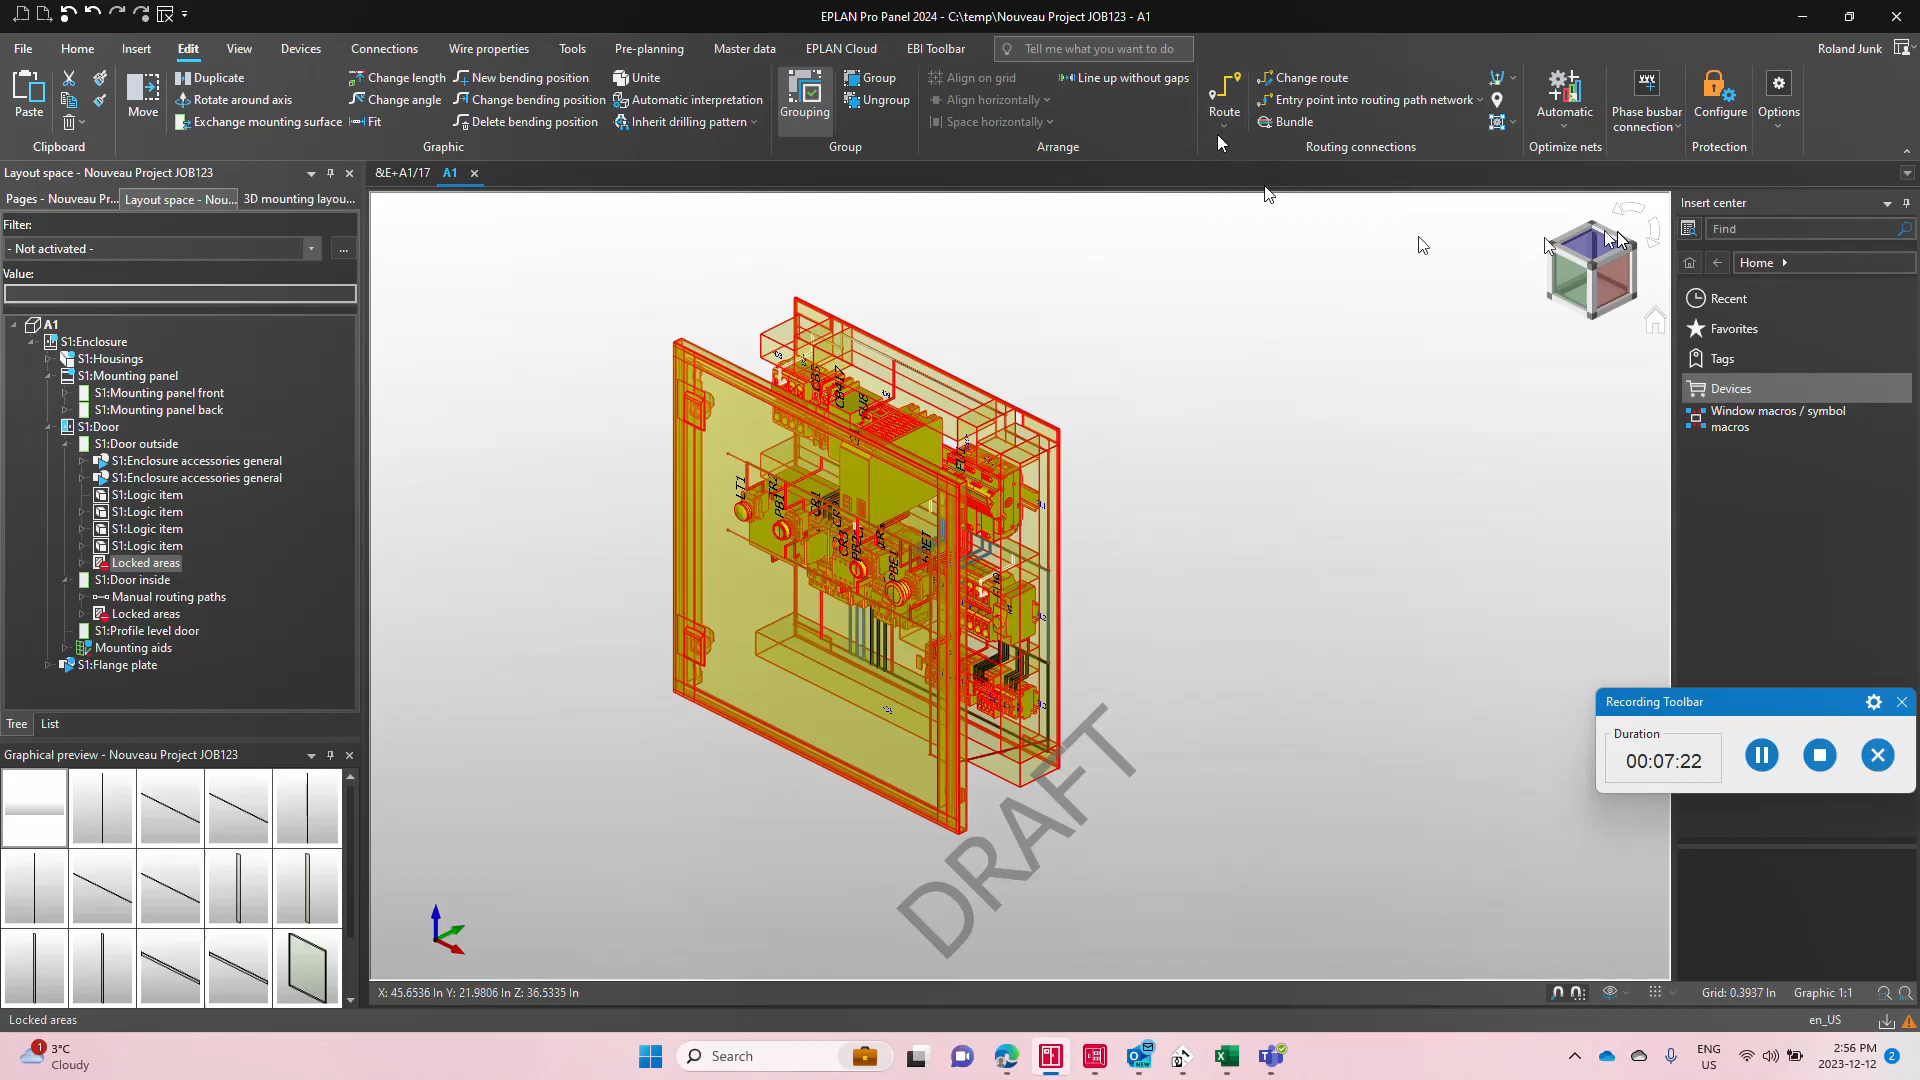 EPLAN Pro Panel 2024 - C:\temp\Nouveau Project JOB123 - A1
File Home Insert Edit View Devices Connections Wire properties Tools Pre-planning Master data EPLAN Cloud EBI Toolbar Tell me what you want to do Roland Junk
Paste
Clipboard
Move
Duplicate
Rotate around axis
Exchange mounting surface
Change length
Change angle
Fit
New bending position
Change bending position
Delete bending position
Unite
Automatic interpretation
Inherit drilling pattern
Graphic
Grouping
Group
Ungroup
Group
Align on grid
Align horizontally
Space horizontally
Line up without gaps
Arrange
Route
Change route
Entry point into routing path network
Bundle
Routing connections
Automatic
Optimize nets
Phase busbar
connection
Configure
Protection
Options
Layout space - Nouveau Project JOB123
Pages - Nouveau Pr... Layout space - Nou... 3D mounting layou...
Filter:
- Not activated -
...
Value:
A1
S1:Enclosure
S1:Housings
S1:Mounting panel
S1:Mounting panel front
S1:Mounting panel back
S1:Door
S1:Door outside
S1:Enclosure accessories general
S1:Enclosure accessories general
S1:Logic item
S1:Logic item
S1:Logic item
S1:Logic item
Locked areas
S1:Door inside
Manual routing paths
Locked areas
S1:Profile level door
Mounting aids
S1:Flange plate
Tree List
Graphical preview - Nouveau Project JOB123
&E+A1/17 A1
LT1
DRAFT
X: 45.6536 In Y: 21.9806 In Z: 36.5335 In
Grid: 0.3937 In Graphic 1:1
Insert center
Find
Home
Recent
Favorites
Tags
Devices
Window macros / symbol
macros
Recording Toolbar
Duration
00:07:22
Locked areas
en_US
1
3°C
Cloudy
Search
NEW
ENG
US
2:56 PM
2023-12-12
2